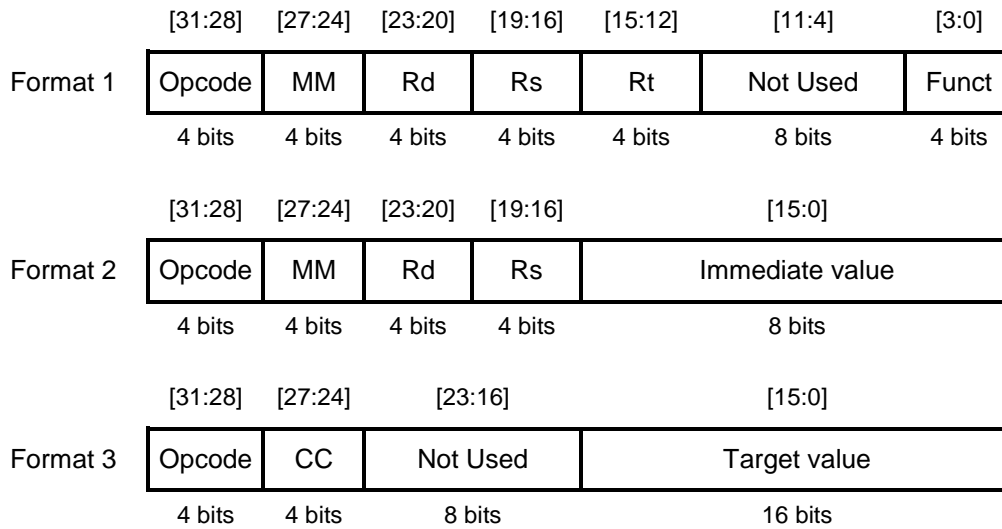 [31:28] [27:24] [23:20] [19:16] [15:12] [11:4] [3:0]
Format 1 Opcode MM Rd Rs Rt Not Used Funct
4 bits 4 bits 4 bits 4 bits 4 bits 8 bits 4 bits
[31:28] [27:24] [23:20] [19:16] [15:0]
Format 2 Opcode MM Rd Rs Immediate value
4 bits 4 bits 4 bits 4 bits 8 bits
[31:28] [27:24] [23:16] [15:0]
Format 3 Opcode CC Not Used Target value
4 bits 4 bits 8 bits 16 bits